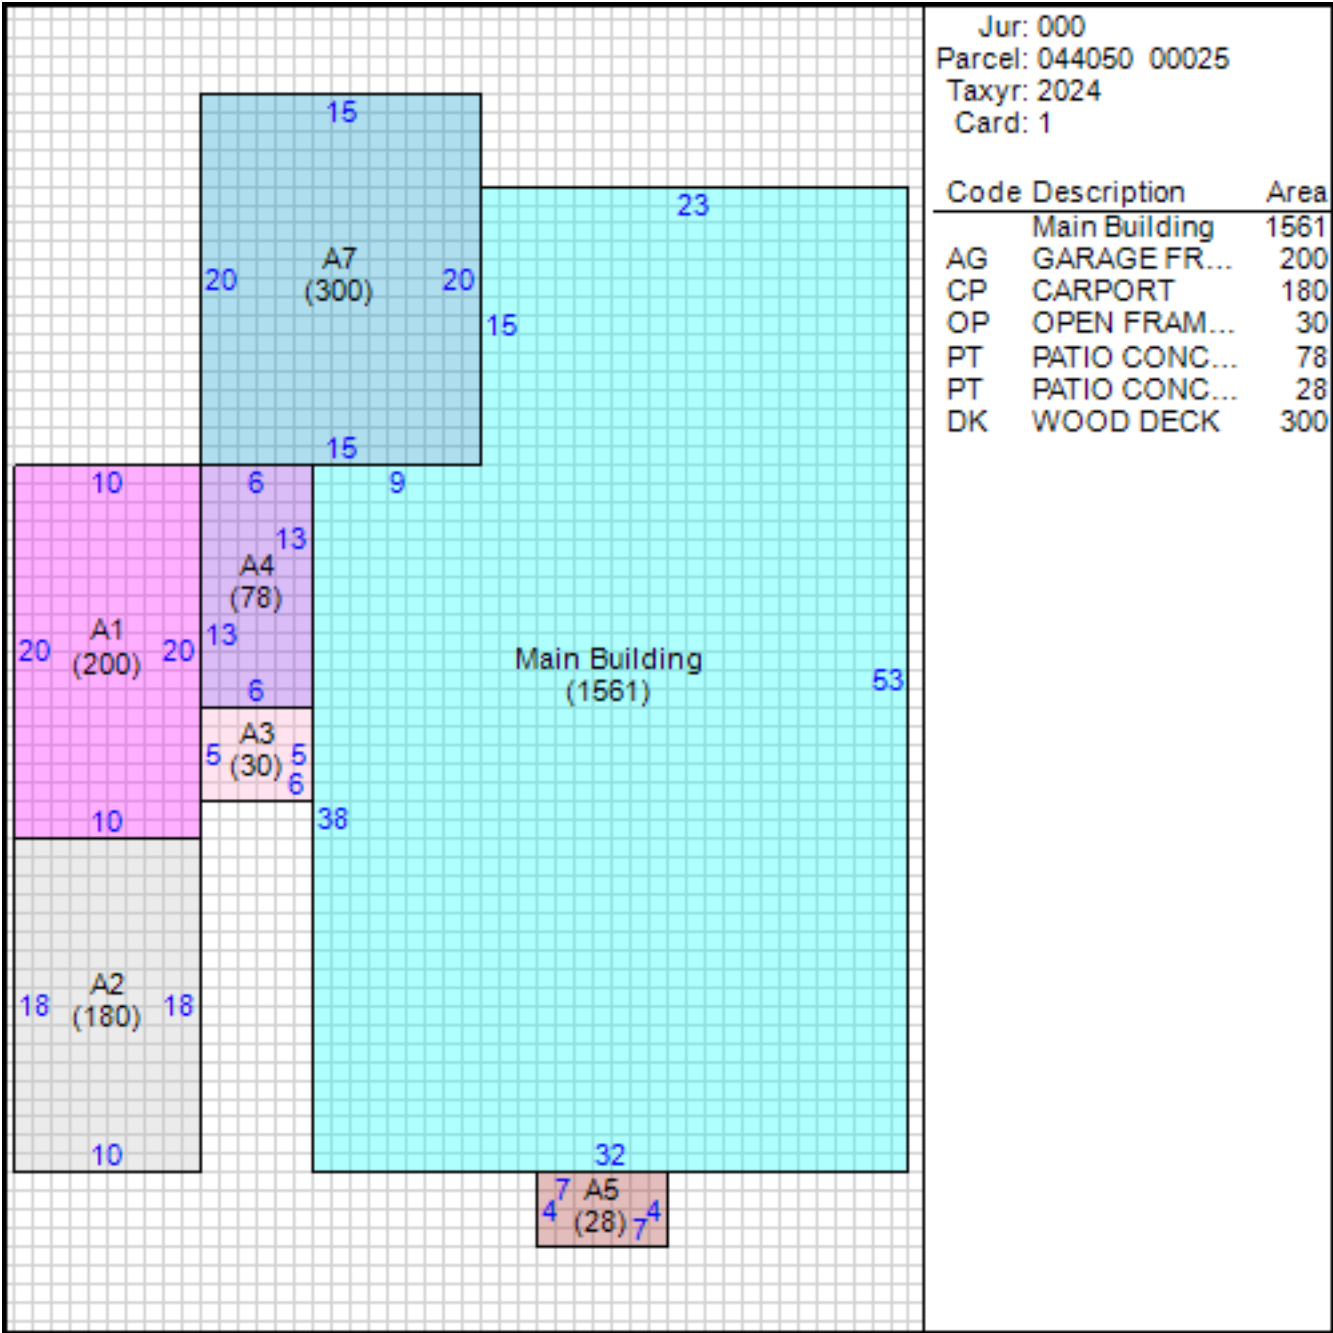 Jur: 000
Parcel: 044050 00025
Taxyr: 2024
Card: 1
Code Description Area
Main Building 1561
AG GARAGE FR... 200
CP CARPORT 180
OP OPEN FRAM... 30
PT PATIO CONC... 78
PT PATIO CONC... 28
DK WOOD DECK 300
15
23
A7
(300)
20 20
15
15
10 6 9
13
A4
(78)
13
A1
(200)
20 20
Main Building
(1561)
53
6
A3
(30)
5 5
6
10
38
A2
(180)
18 18
10
32
7 A5
4 (28) 4
7